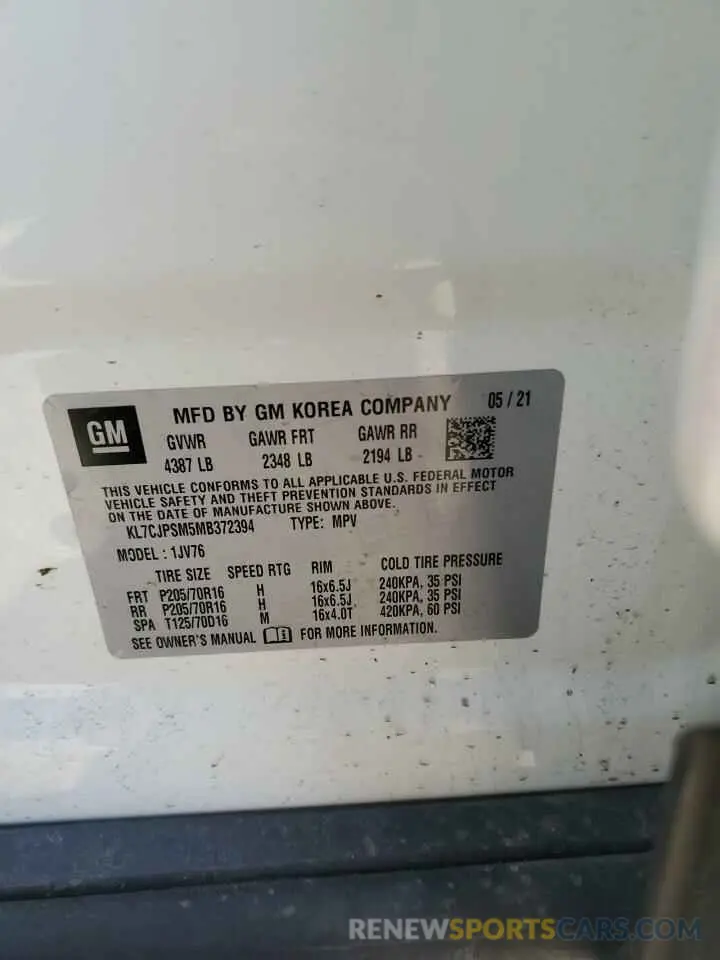 MFD BY GM KOREA COMPANY 05 / 21
GM
GVWR GAWR FRT GAWR RR
4387 LB 2348 LB 2194 LB
THIS VEHICLE CONFORMS TO ALL APPLICABLE U.S. FEDERAL MOTOR
VEHICLE SAFETY AND THEFT PREVENTION STANDARDS IN EFFECT
ON THE DATE OF MANUFACTURE SHOWN ABOVE.
KL7CJPSM5MB372394 TYPE: MPV
MODEL : 1JV76
TIRE SIZE SPEED RTG RIM COLD TIRE PRESSURE
FRT P205/70R16 H 16x6.5J 240KPA, 35 PSI
RR P205/70R16 H 16x6.5J 240KPA, 35 PSI
SPA T125/70D16 M 16x4.0T 420KPA, 60 PSI
SEE OWNER'S MANUAL FOR MORE INFORMATION.
RENEWSPORTSCARS.COM